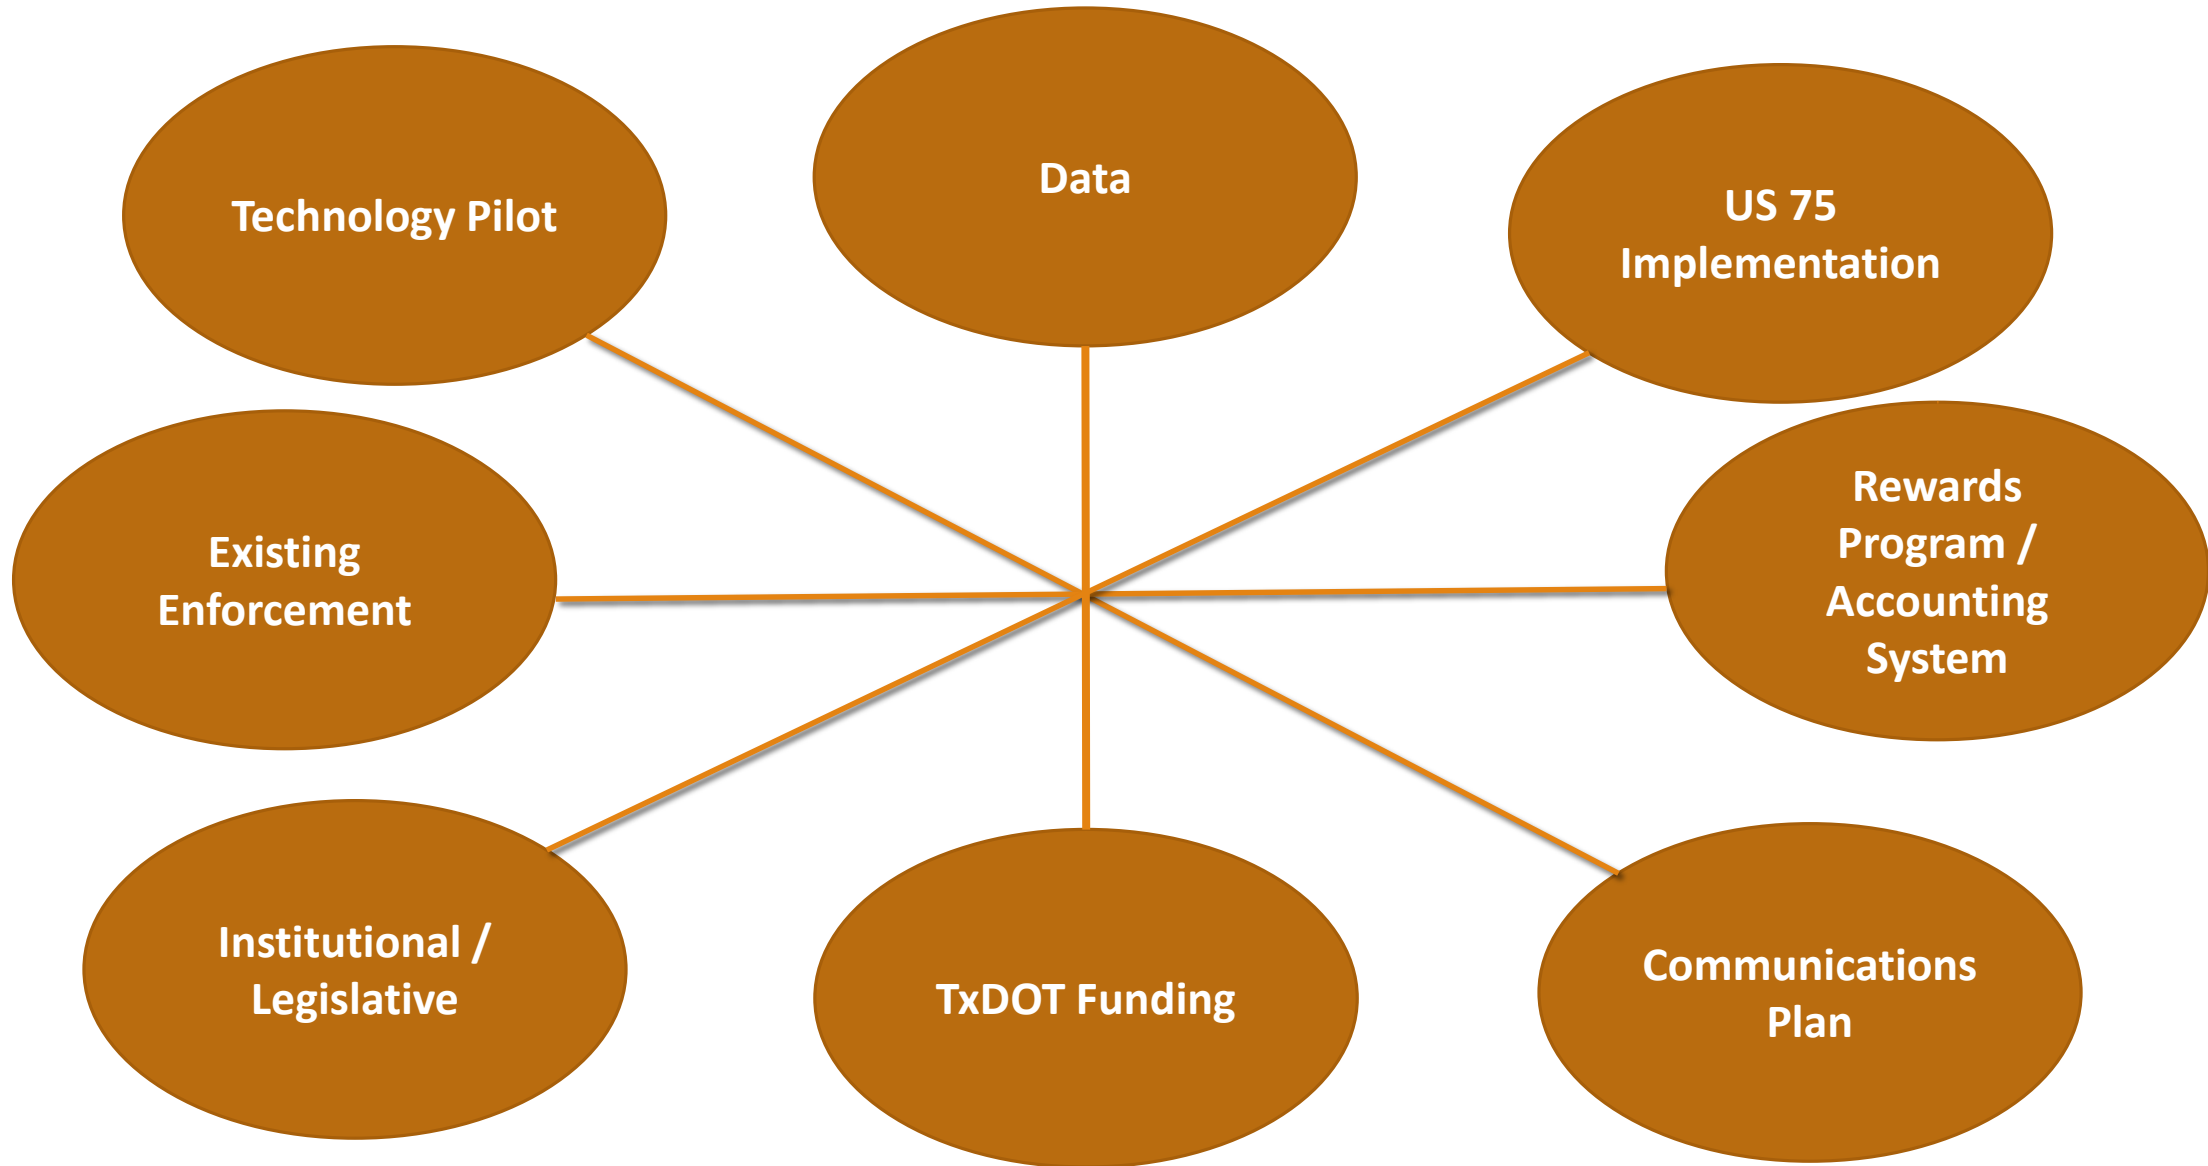 Technology Pilot
Data
US 75
Implementation
Existing
Enforcement
Rewards
Program /
Accounting
System
Institutional /
Legislative
TxDOT Funding
Communications
Plan